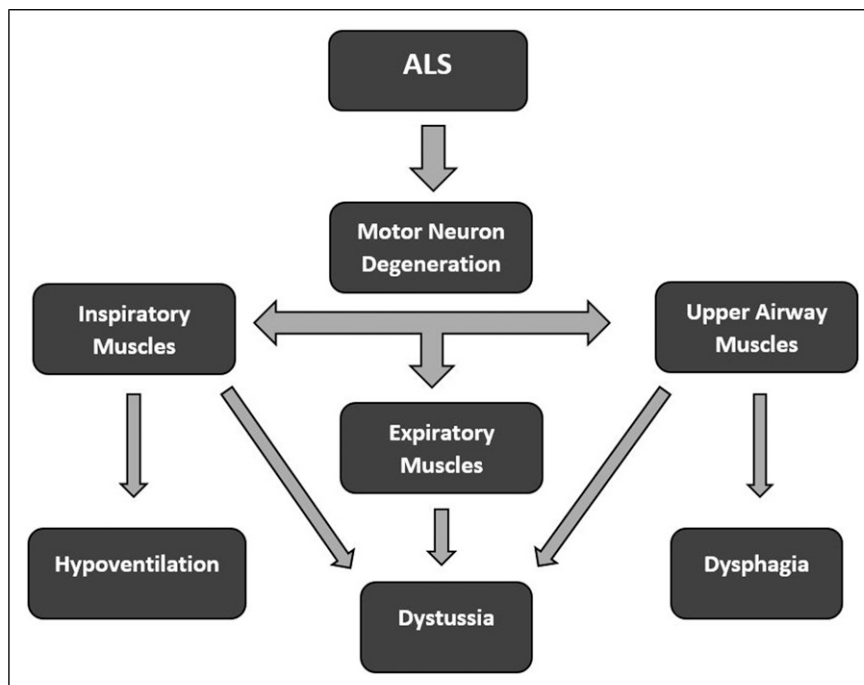 ALS
Motor Neuron
Degeneration
Inspiratory
Muscles
Upper Airway
Muscles
Expiratory
Muscles
Hypoventilation
Dystussia
Dysphagia